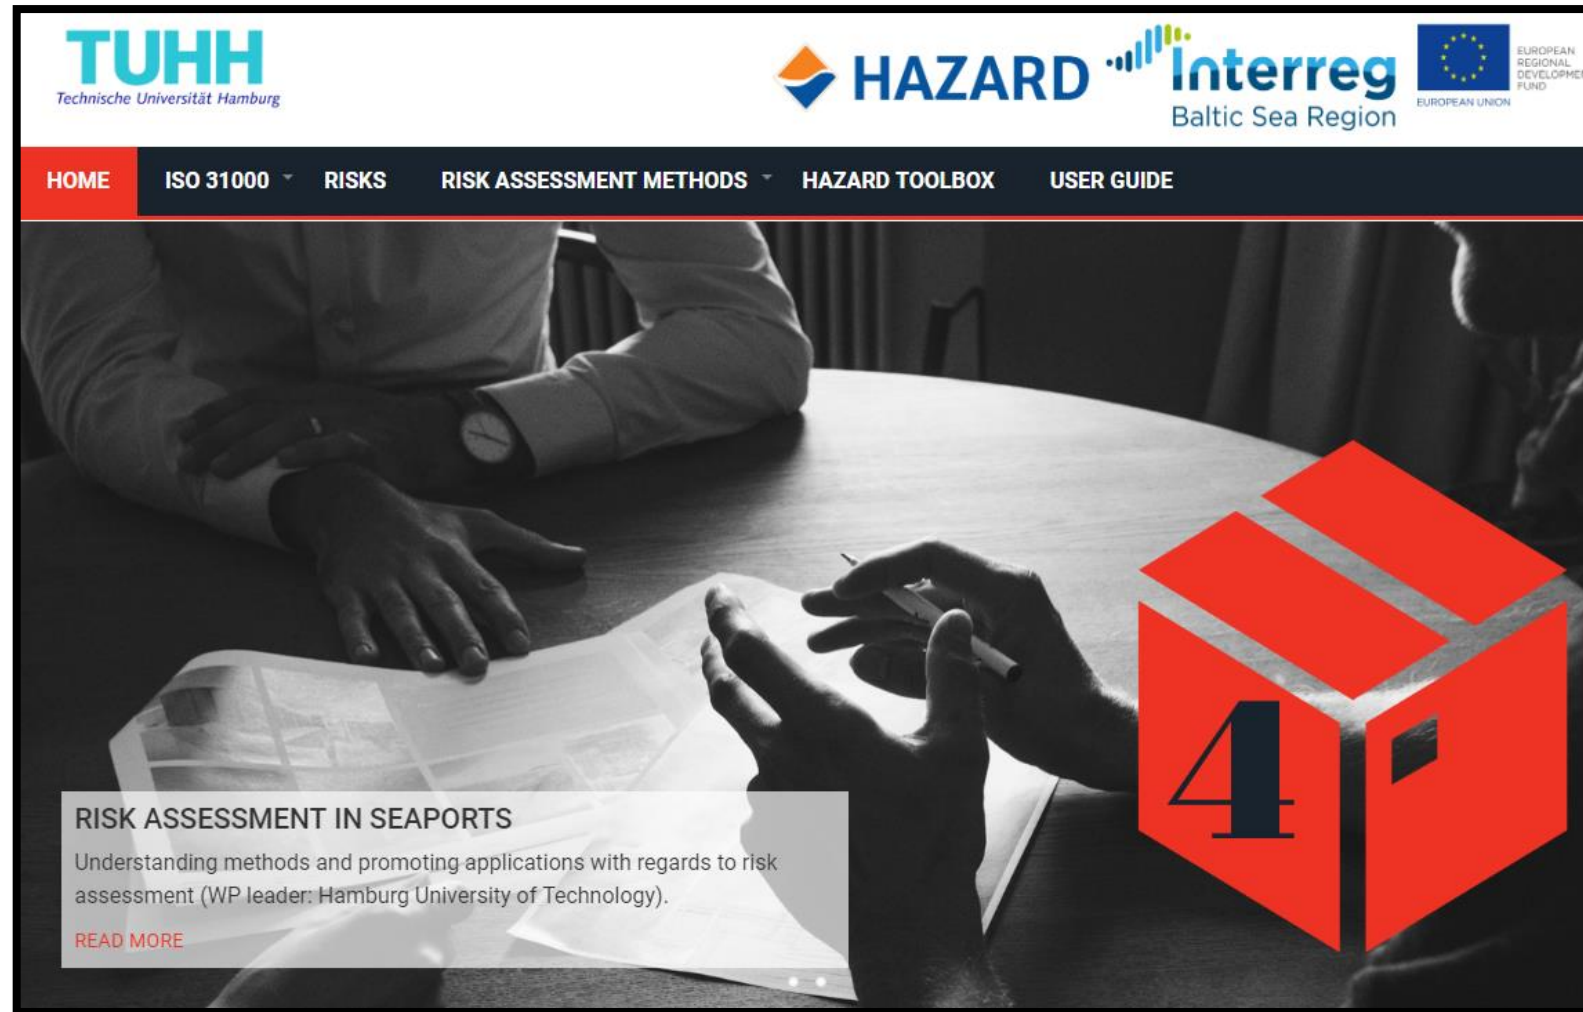 TUHH
Technische Universität Hamburg
HAZARD
Interreg
Baltic Sea Region
EUROPEAN UNION
EUROPEAN
REGIONAL
FUND
HOME ISO 31000 RISKS RISK ASSESSMENT METHODS HAZARD TOOLBOX USER GUIDE
4
RISK ASSESSMENT IN SEAPORTS
Understanding methods and promoting applications with regards to risk
assessment (WP leader: Hamburg University of Technology).
READ MORE